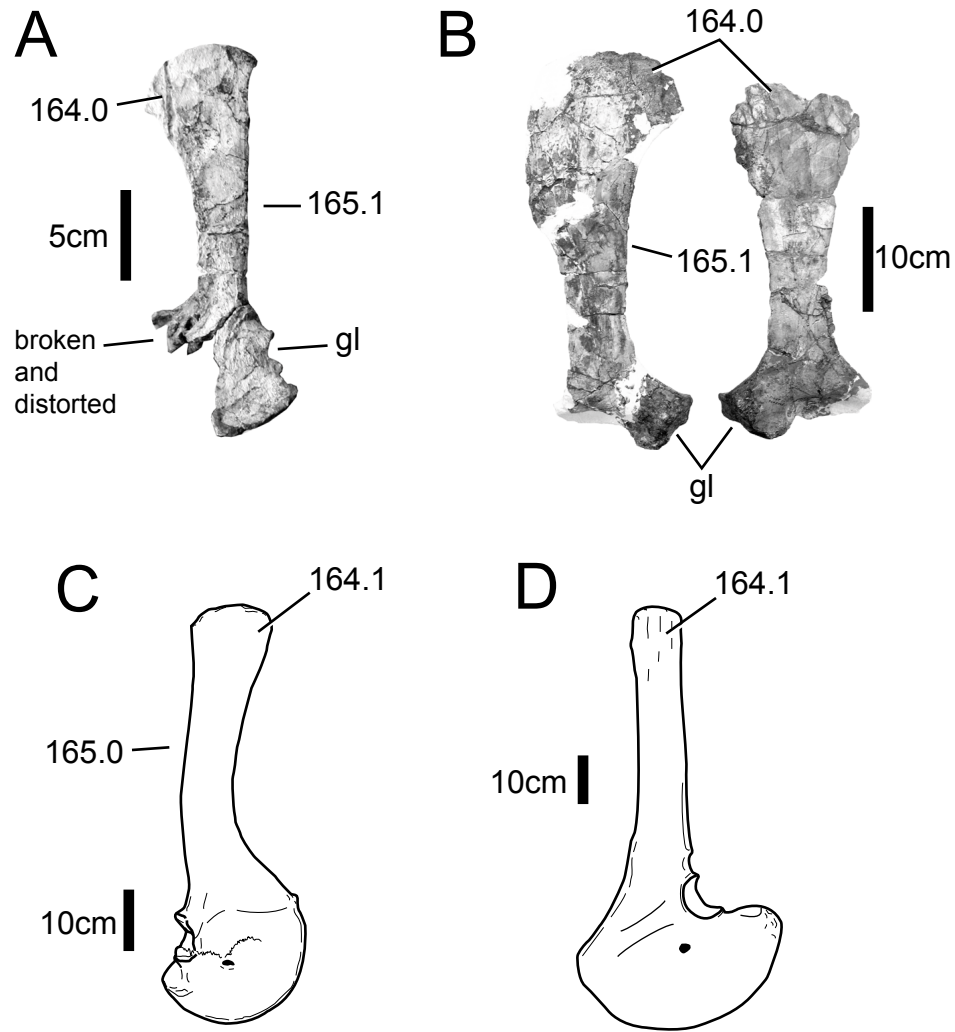 A
164.0
165.1
5cm
broken
and
distorted
gl
B
164.0
165.1
10cm
gl
C
164.1
165.0
10cm
D
164.1
10cm